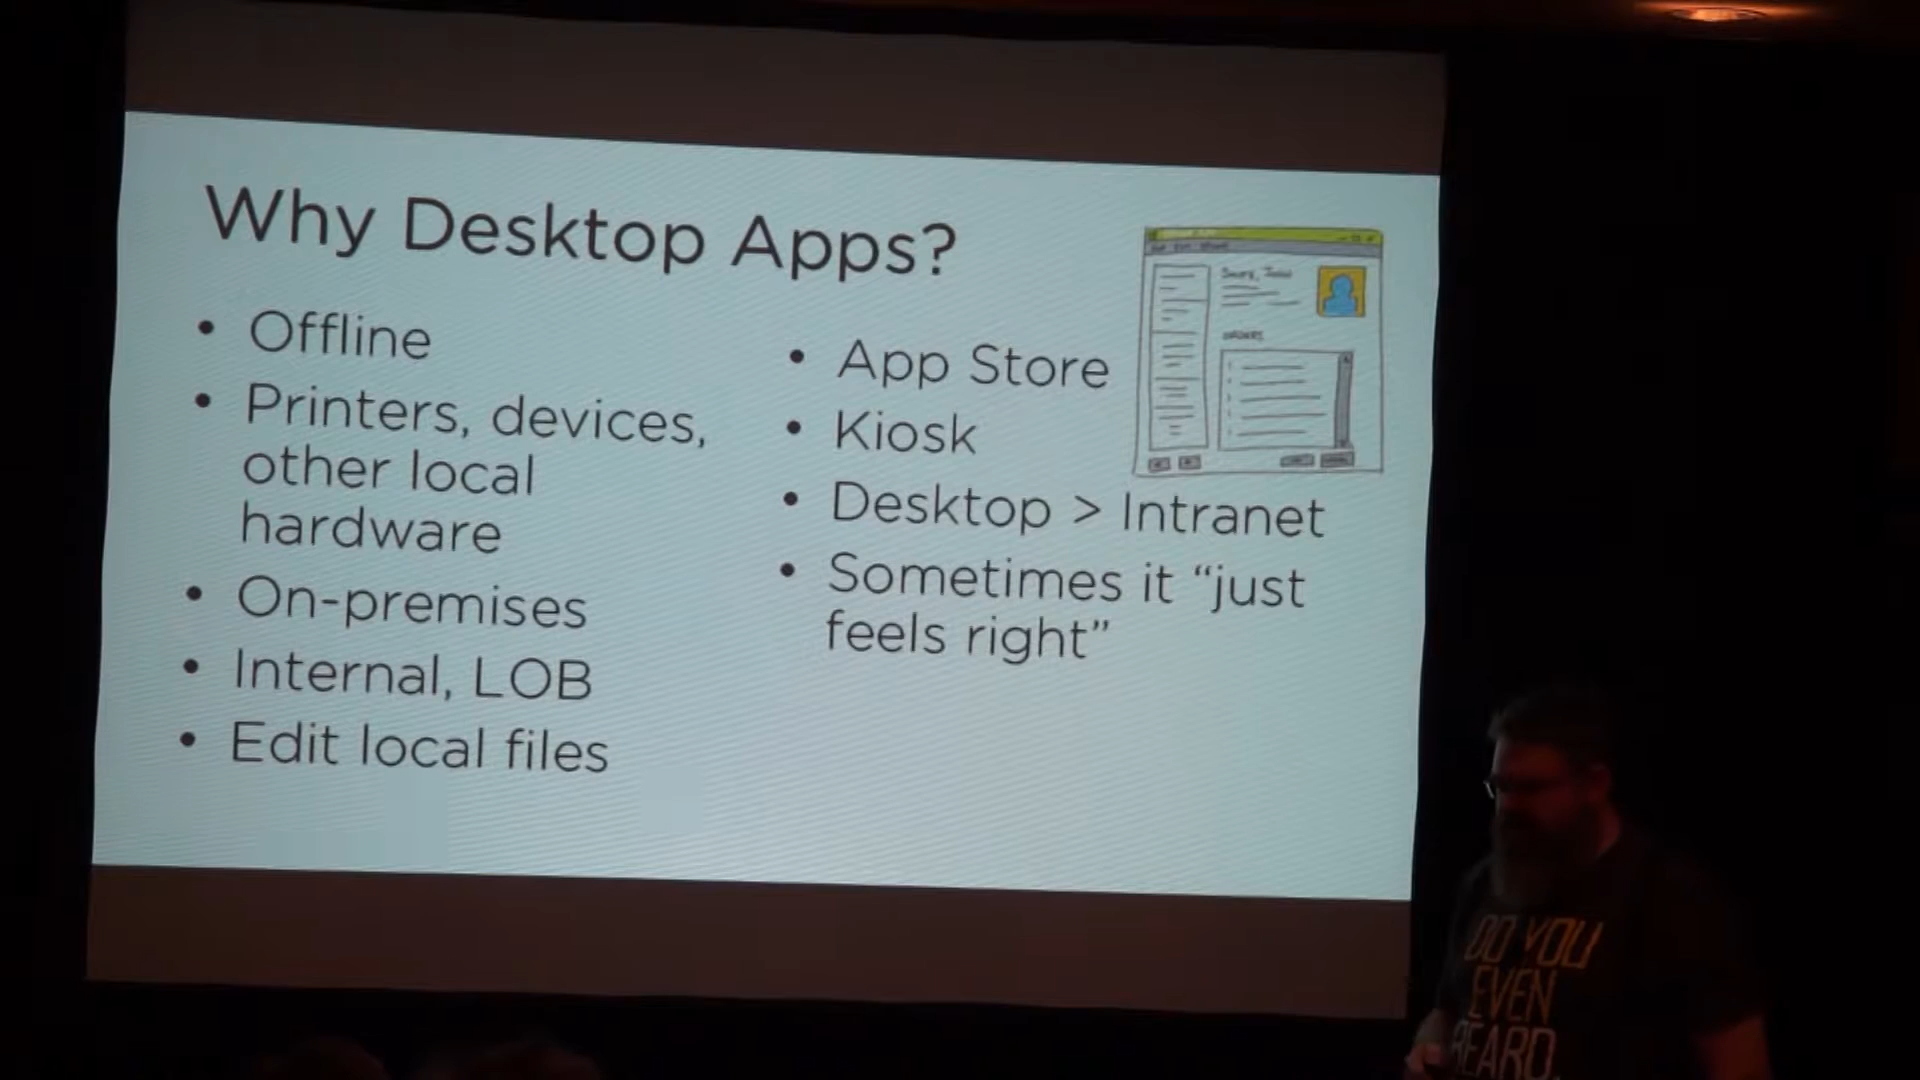 Why Desktop Apps?
• Offline
• Printers, devices,
other local
hardware
• On-premises
• Internal, LOB
• Edit local files
• App Store
• Kiosk
• Desktop > Intranet
• Sometimes it “just
feels right”
DO YOU
EVEN
BEARD.